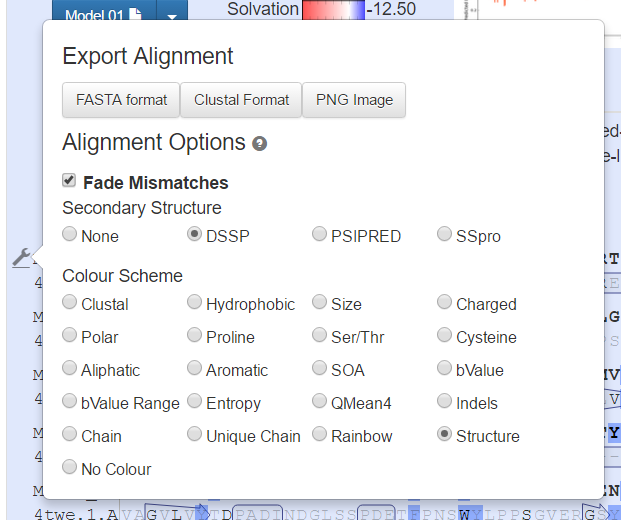 Model 01
Solvation -12.50
Export Alignment
FASTA format Clustal Format PNG Image
Alignment Options ?
Fade Mismatches
Secondary Structure
None DSSP PSIPRED SSpro
Colour Scheme
Clustal Hydrophobic Size Charged
Polar Proline Ser/Thr Cysteine
Aliphatic Aromatic SOA bValue
bValue Range Entropy QMean4 Indels
Chain Unique Chain Rainbow Structure
No Colour
4twe.1.A VAGVLVYTDPADINDGLSSPDETFPNSWYLPPSGVERGSY